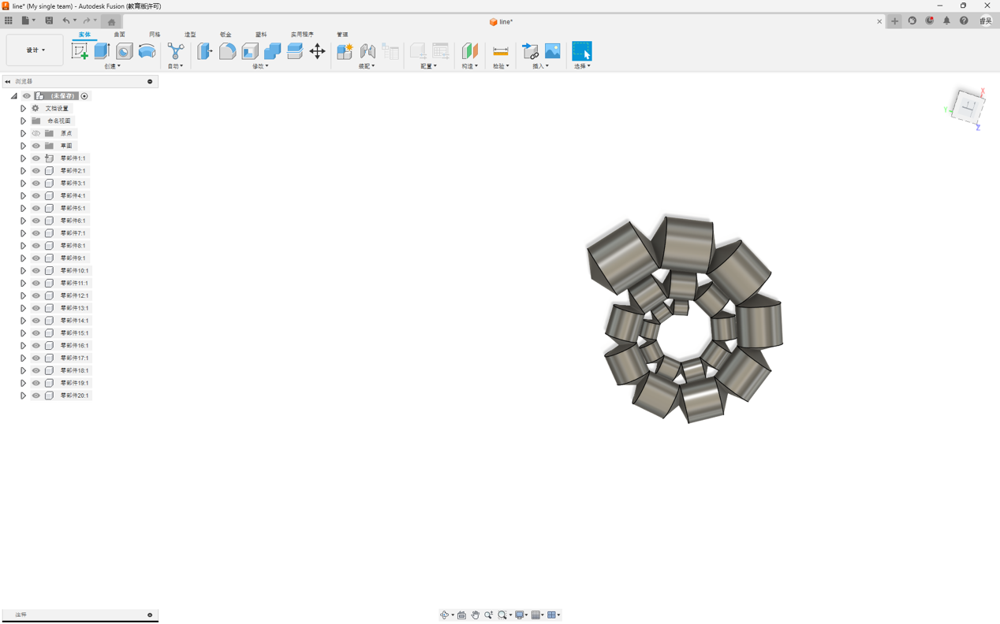 line* (My single team) - Autodesk Fusion (教育版许可)
line*
睿吴
设计
实体 曲面 网格 造型 钣金 塑料 实用程序 管理
创建 自动 修改 装配 配置 构造 检验 插入 选择
浏览器
(未保存)
文档设置
命名视图
原点
草图
零部件1:1
零部件2:1
零部件3:1
零部件4:1
零部件5:1
零部件6:1
零部件7:1
零部件8:1
零部件9:1
零部件10:1
零部件11:1
零部件12:1
零部件13:1
零部件14:1
零部件15:1
零部件16:1
零部件17:1
零部件18:1
零部件19:1
零部件20:1
X
Y
上
Z
注释